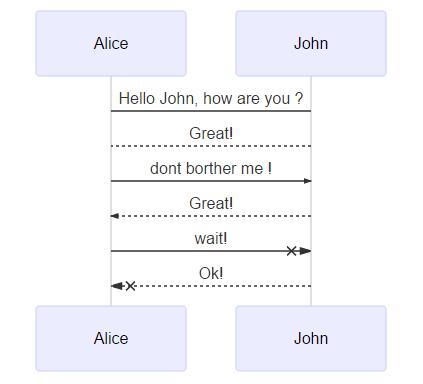 Alice
John
Hello John, how are you ?
Great!
dont borther me !
Great!
wait!
Ok!
Alice
John